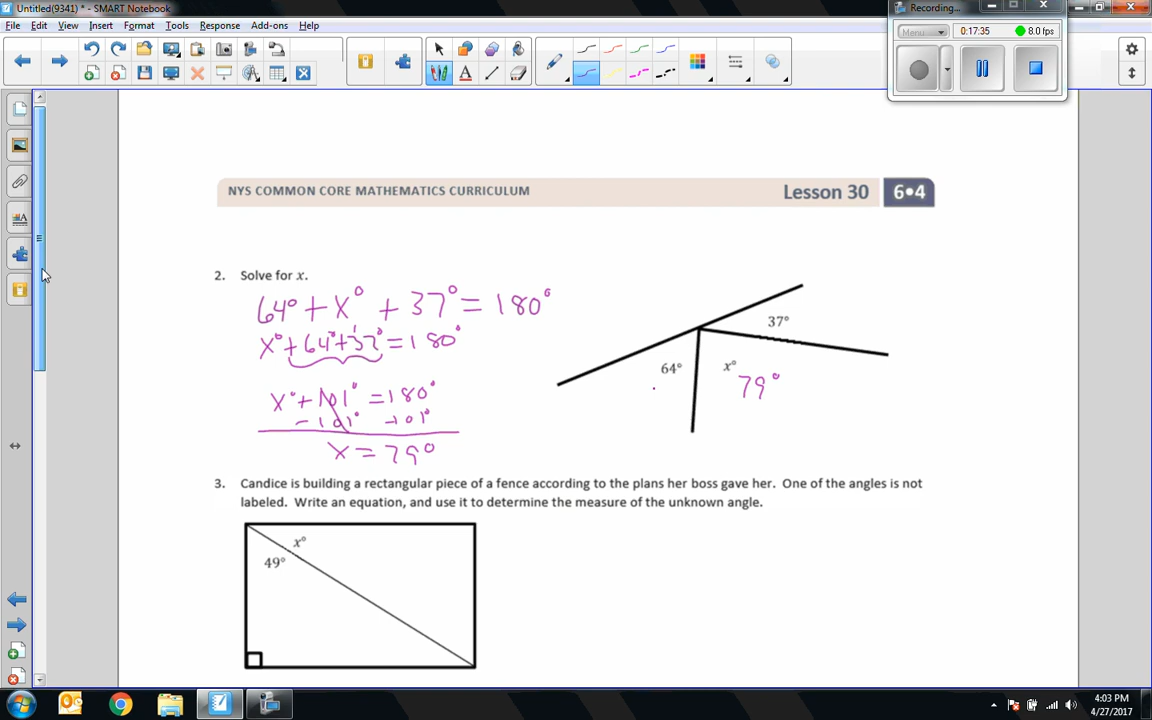 Untitled(9341) * - SMART Notebook
Recording...
File Edit View Insert Format Tools Response Add-ons Help
Menu
0:17:35
8.0 fps
NYS COMMON CORE MATHEMATICS CURRICULUM
Lesson 30
6•4
2. Solve for x.
64° + x° + 37° = 180°
x° + 64° + 37° = 180°
1
x° + 101° = 180°
- 101° - 101°
x = 79°
37°
64°
x°
79°
3. Candice is building a rectangular piece of a fence according to the plans her boss gave her. One of the angles is not
labeled. Write an equation, and use it to determine the measure of the unknown angle.
x°
49°
4:03 PM
4/27/2017